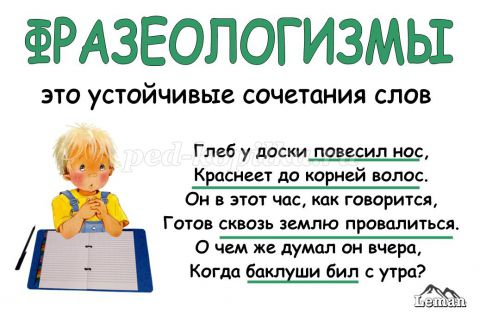 ФРАЗЕОЛОГИЗМЫ
это устойчивые сочетания слов
Глеб у доски повесил нос,
Краснеет до корней волос.
Он в этот час, как говорится,
Готов сквозь землю провалиться.
О чем же думал он вчера,
Когда баклуши бил с утра?
Leman